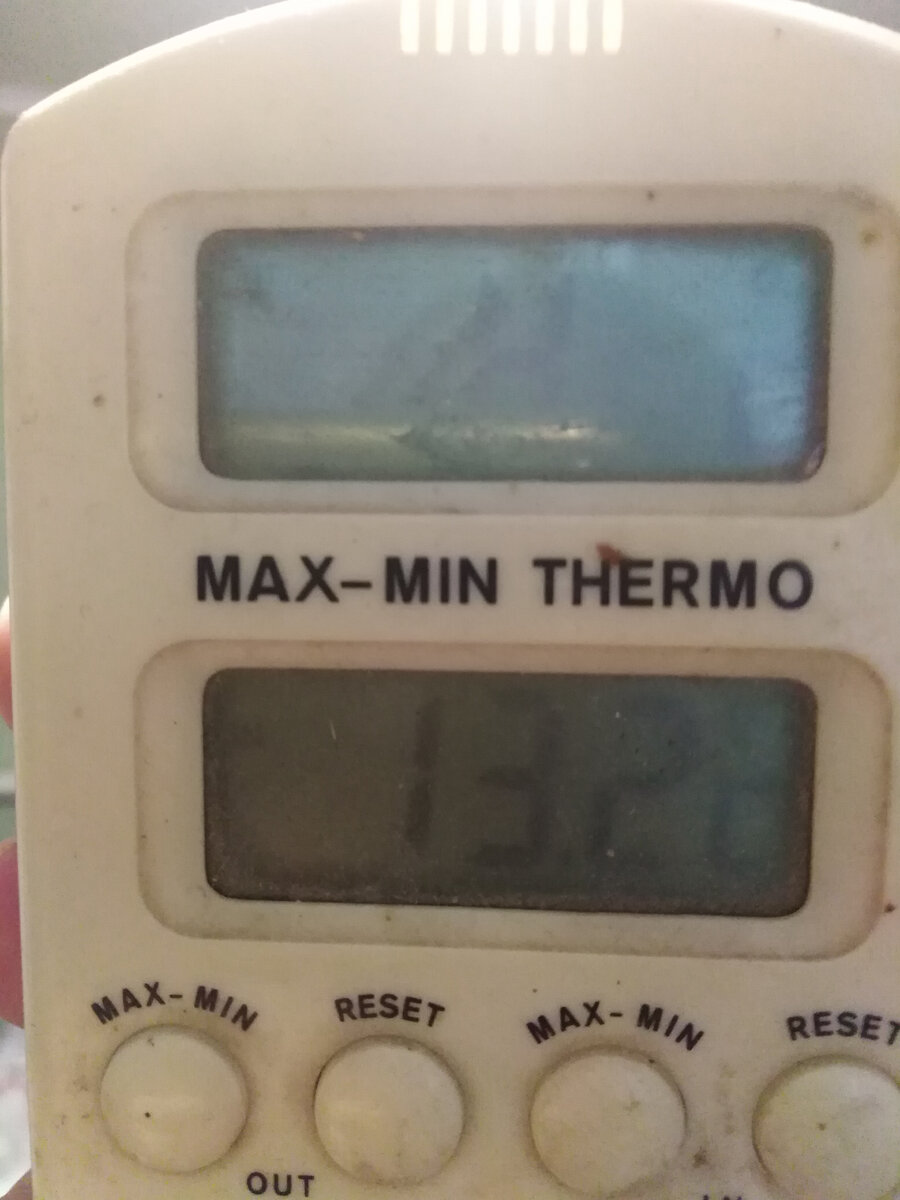 MAX-MIN THERMO
13.2
MAX-MIN RESET MAX-MIN RESET
OUT